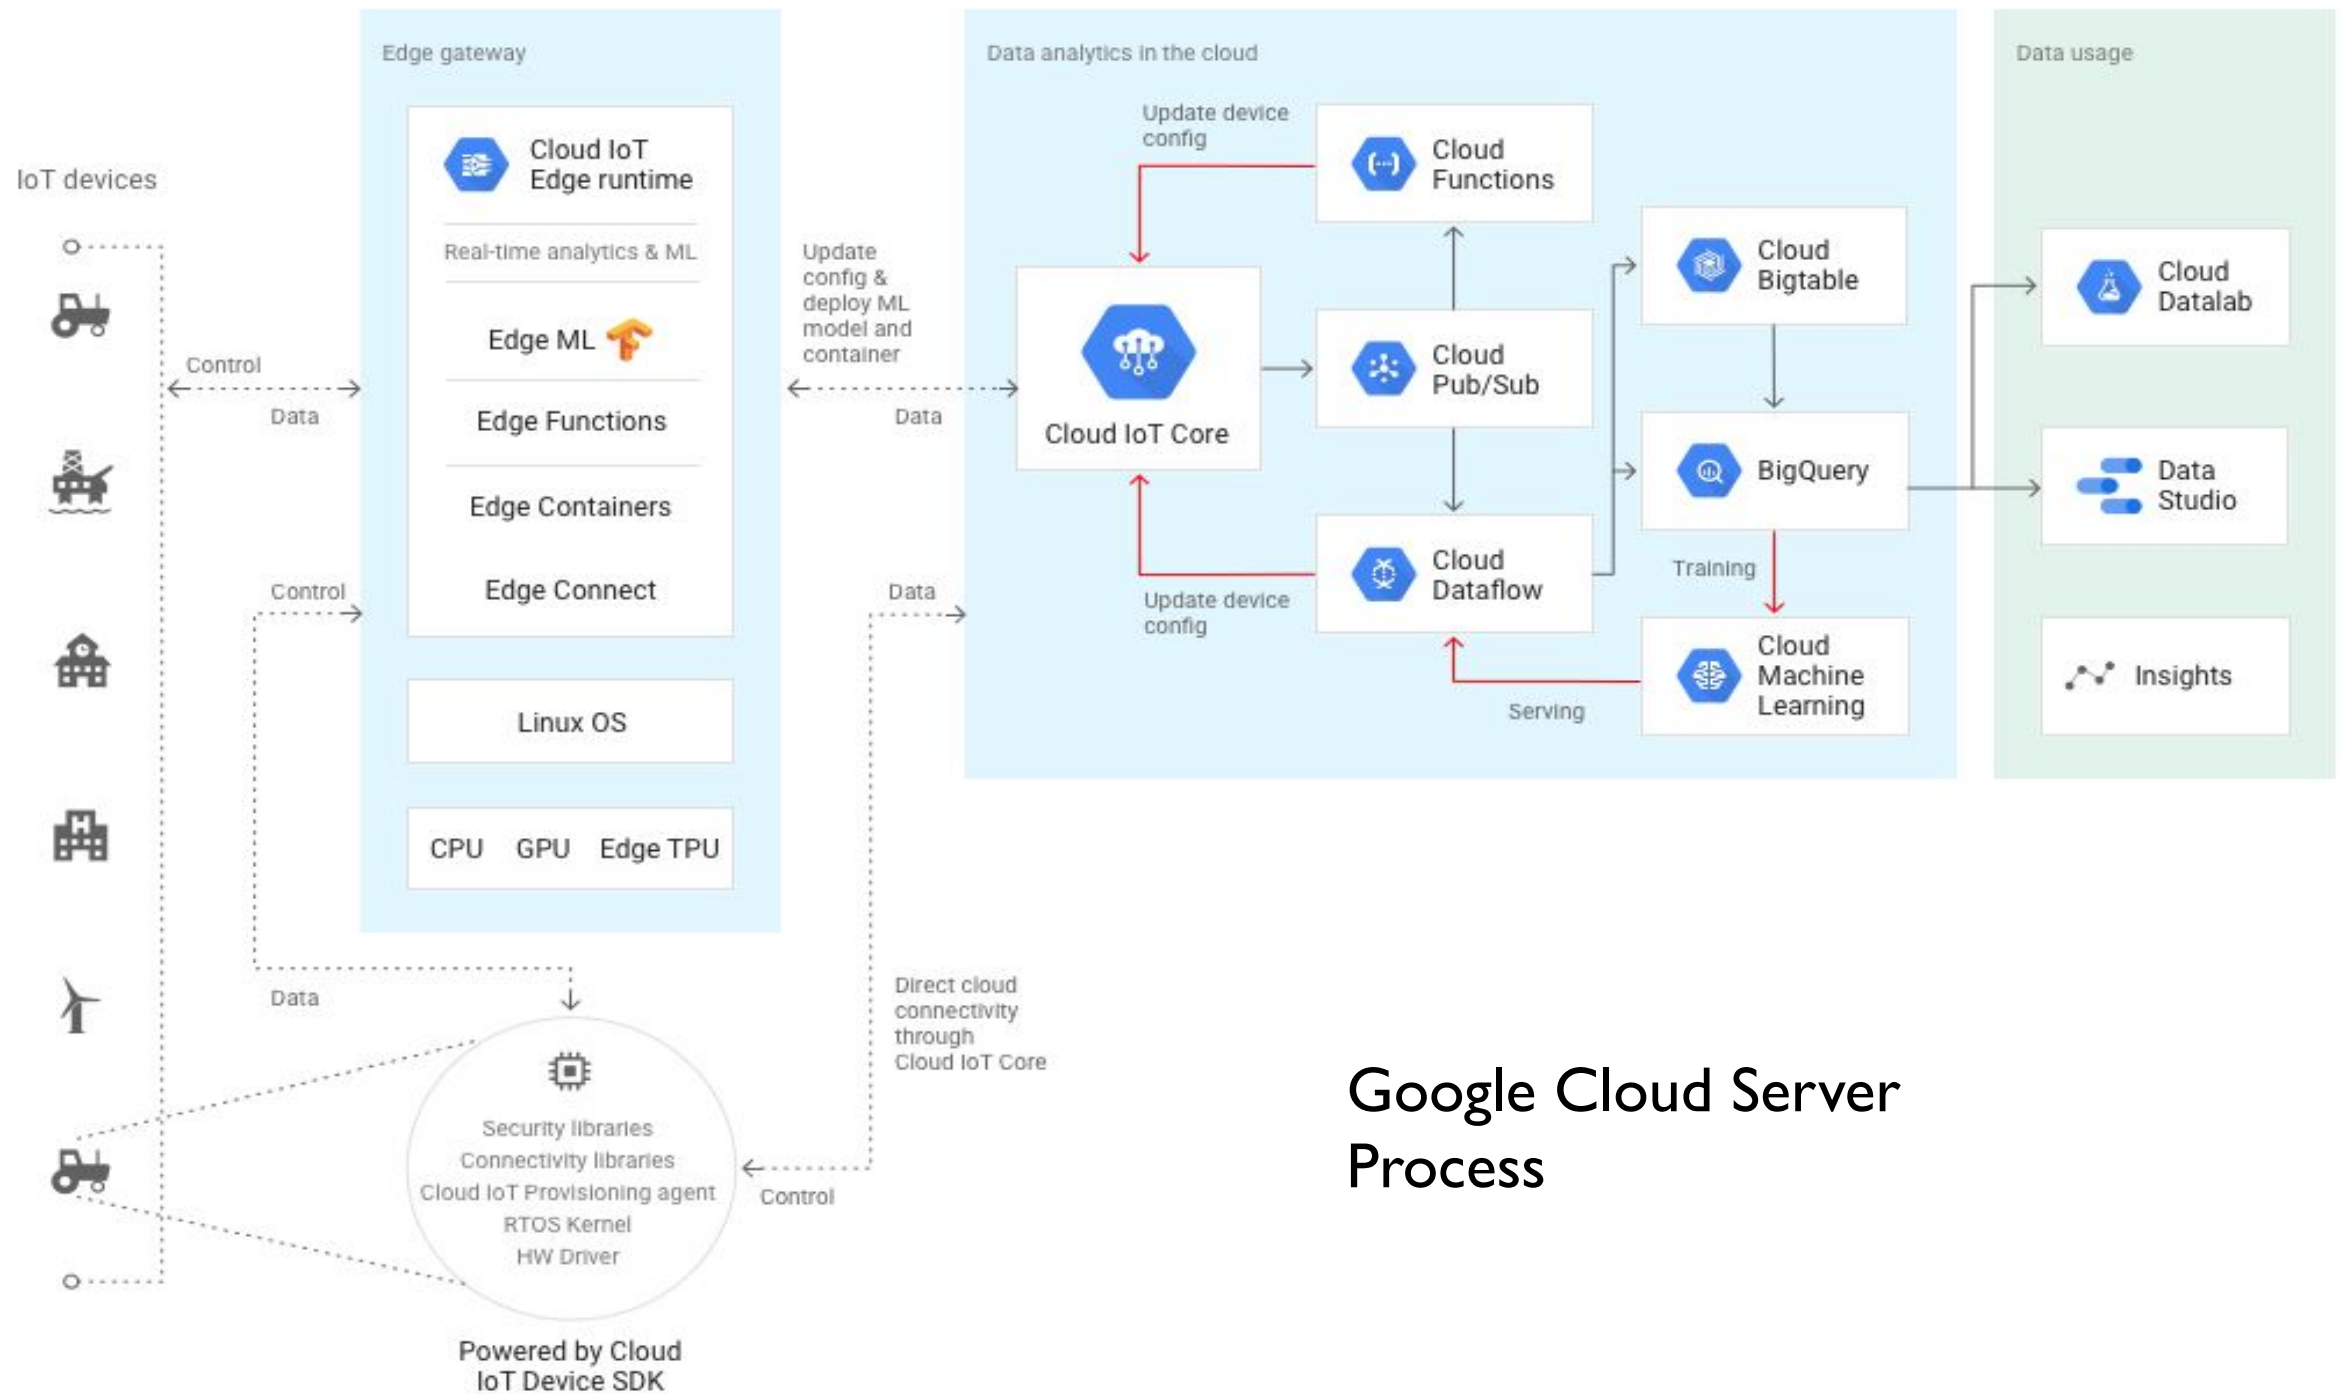 IoT devices
Control
Data
Control
Data
Edge gateway
Cloud IoT
Edge runtime
Real-time analytics & ML
Edge ML
Edge Functions
Edge Containers
Edge Connect
Linux OS
CPU GPU Edge TPU
Security libraries
Connectivity libraries
Cloud IoT Provisioning agent
RTOS Kernel
HW Driver
Powered by Cloud
IoT Device SDK
Update
config &
deploy ML
model and
container
Data
Data
Direct cloud
connectivity
through
Cloud IoT Core
Control
Data analytics in the cloud
Update device
config
Cloud
Functions
Cloud IoT Core
Cloud
Pub/Sub
Cloud
Dataflow
Update device
config
Cloud
Bigtable
BigQuery
Training
Cloud
Machine
Learning
Serving
Data usage
Cloud
Datalab
Data
Studio
Insights
Google Cloud Server
Process